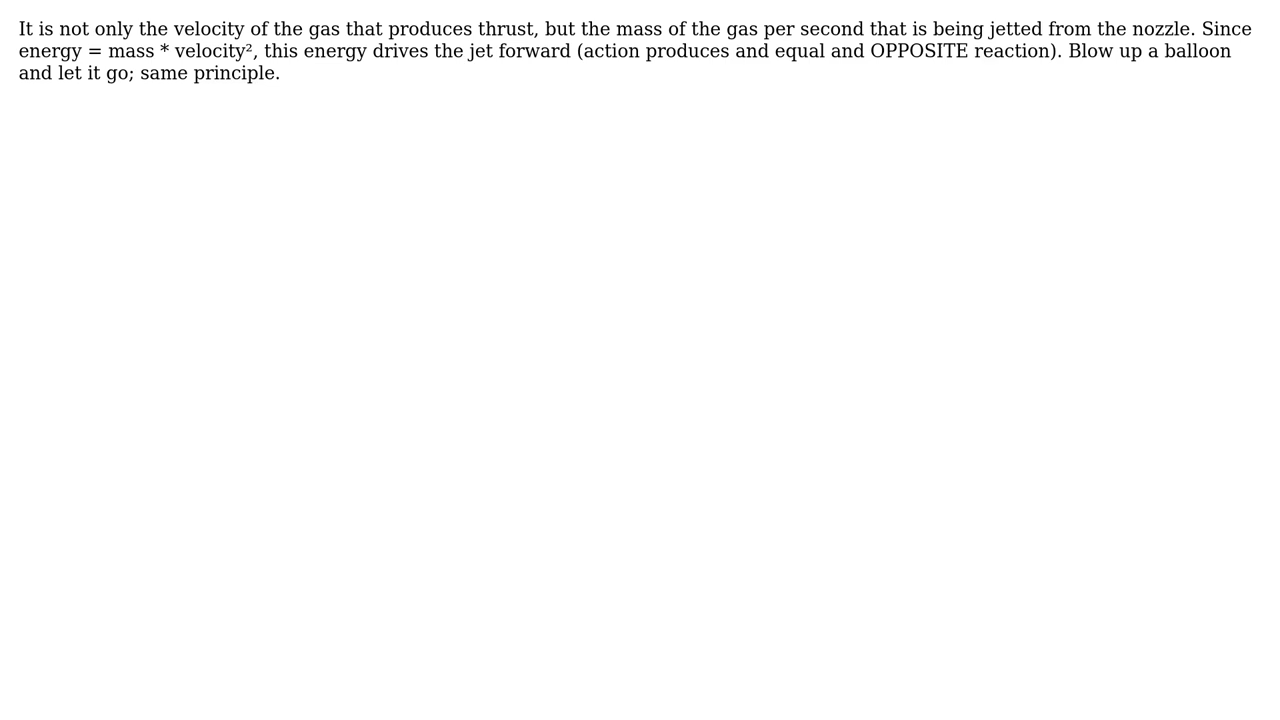 It is not only the velocity of the gas that produces thrust, but the mass of the gas per second that is being jetted from the nozzle. Since
energy = mass * velocity², this energy drives the jet forward (action produces and equal and OPPOSITE reaction). Blow up a balloon
and let it go; same principle.